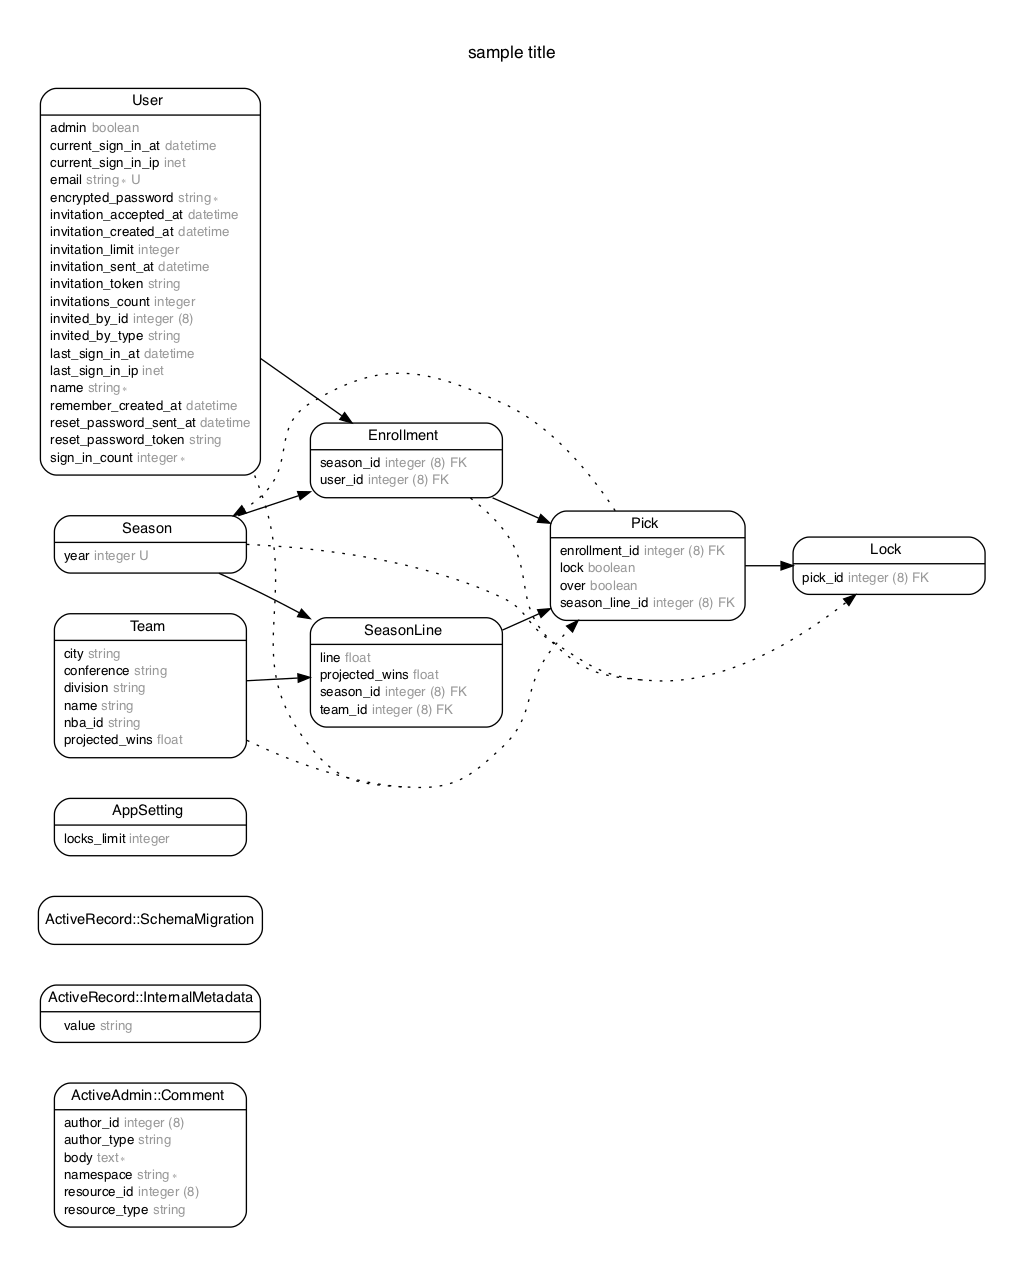 sample title
User
admin boolean
current_sign_in_at datetime
current_sign_in_ip inet
email string∗ U
encrypted_password string∗
invitation_accepted_at datetime
invitation_created_at datetime
invitation_limit integer
invitation_sent_at datetime
invitation_token string
invitations_count integer
invited_by_id integer (8)
invited_by_type string
last_sign_in_at datetime
last_sign_in_ip inet
name string∗
remember_created_at datetime
reset_password_sent_at datetime
reset_password_token string
sign_in_count integer∗
Enrollment
season_id integer (8) FK
user_id integer (8) FK
Season
year integer U
Pick
enrollment_id integer (8) FK
lock boolean
over boolean
season_line_id integer (8) FK
Lock
pick_id integer (8) FK
Team
city string
conference string
division string
name string
nba_id string
projected_wins float
SeasonLine
line float
projected_wins float
season_id integer (8) FK
team_id integer (8) FK
AppSetting
locks_limit integer
ActiveRecord::SchemaMigration
ActiveRecord::InternalMetadata
value string
ActiveAdmin::Comment
author_id integer (8)
author_type string
body text∗
namespace string∗
resource_id integer (8)
resource_type string